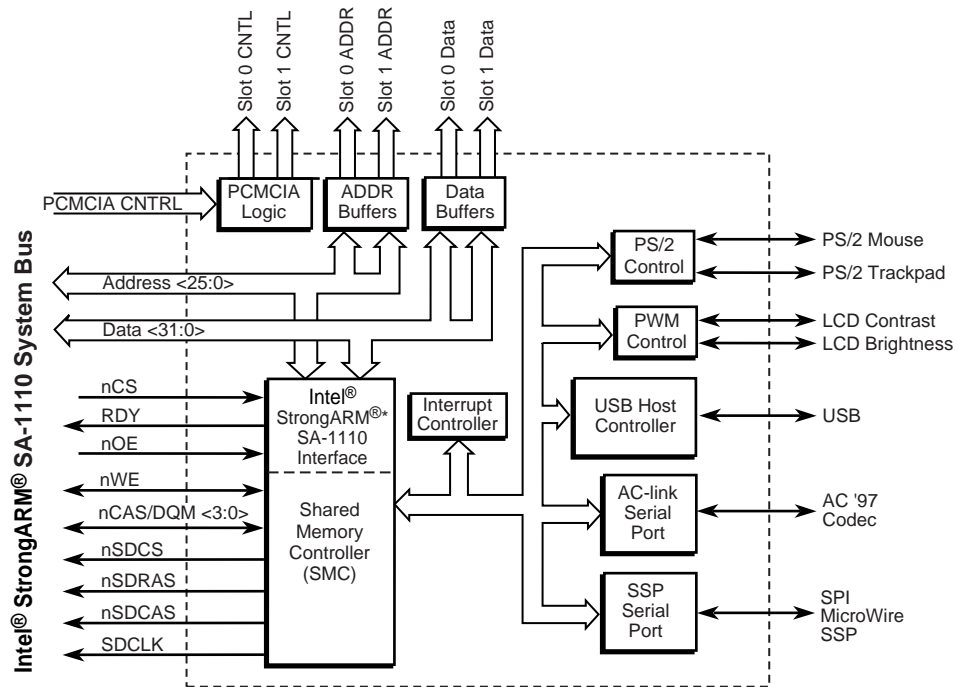 Slot 0 CNTL
Slot 1 CNTL
Slot 0 ADDR
Slot 1 ADDR
Slot 0 Data
Slot 1 Data
PCMCIA CNTRL
PCMCIA
Logic
ADDR
Buffers
Data
Buffers
Intel® StrongARM® SA-1110 System Bus
Address <25:0>
Data <31:0>
nCS
RDY
nOE
nWE
nCAS/DQM <3:0>
nSDCS
nSDRAS
nSDCAS
SDCLK
Intel®
StrongARM®*
SA-1110
Interface
Shared
Memory
Controller
(SMC)
Interrupt
Controller
PS/2
Control
PS/2 Mouse
PS/2 Trackpad
PWM
Control
LCD Contrast
LCD Brightness
USB Host
Controller
USB
AC-link
Serial
Port
AC '97
Codec
SSP
Serial
Port
SPI
MicroWire
SSP